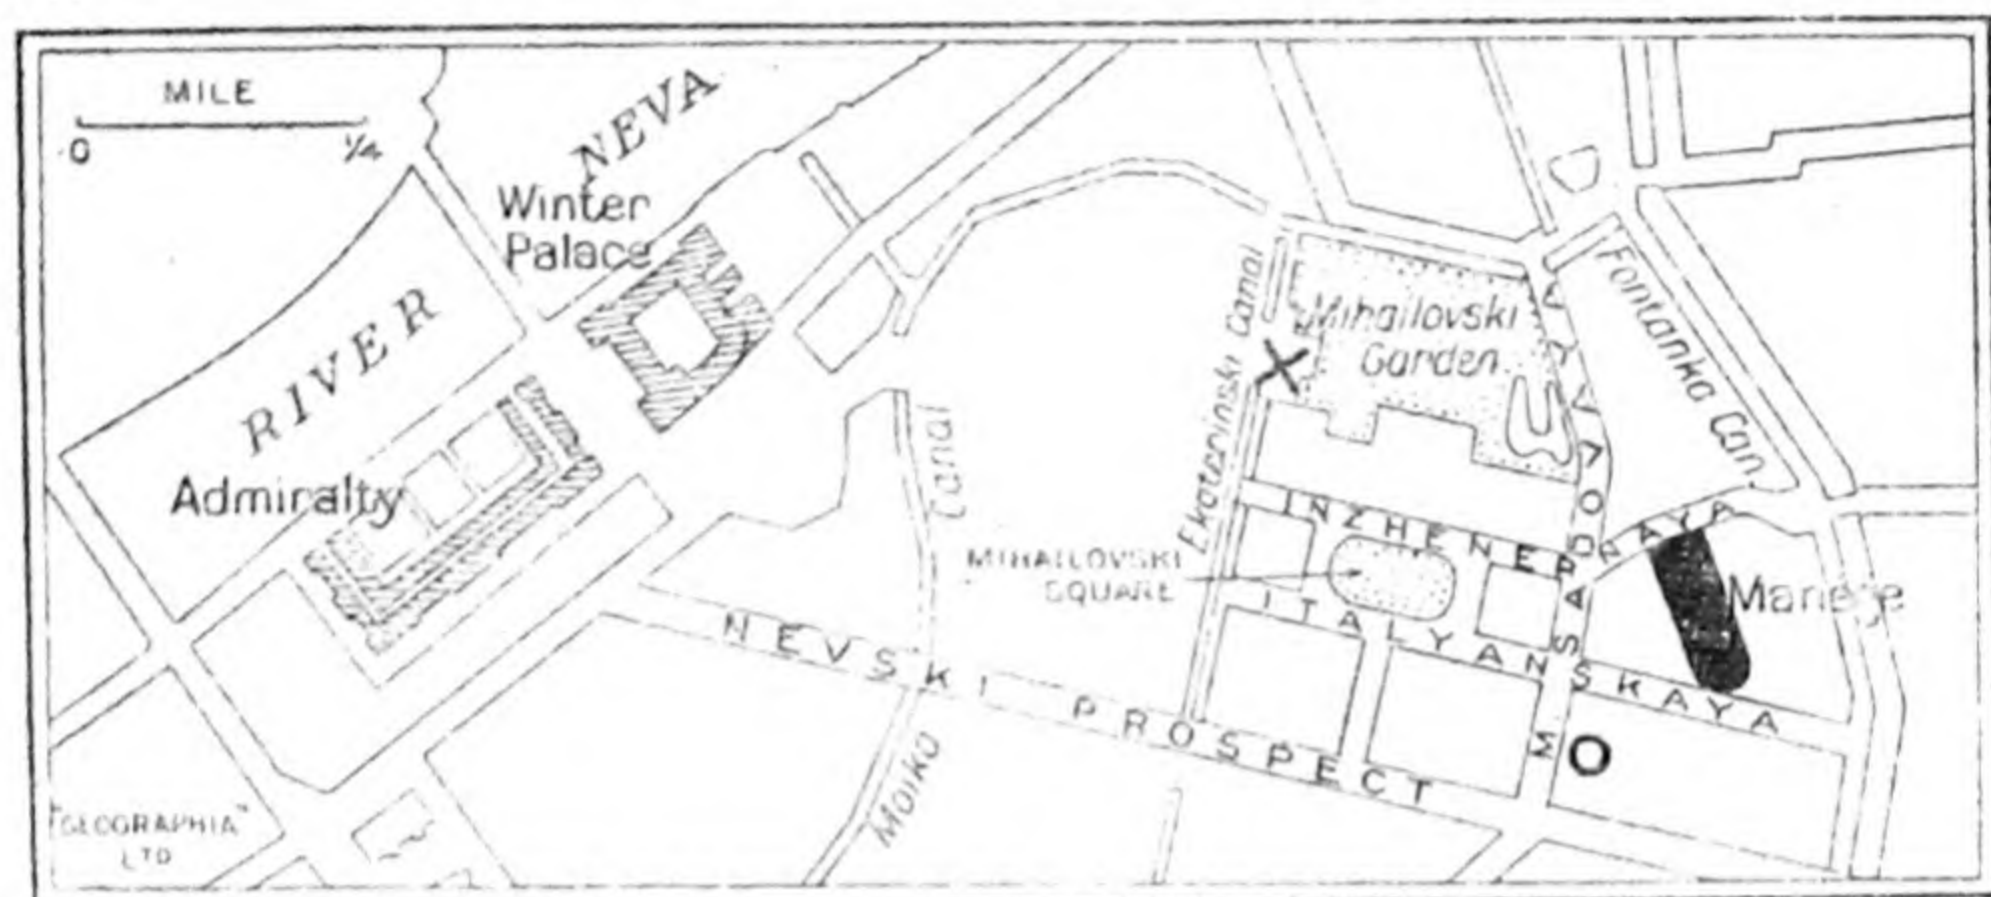 MILE
0 1/4
RIVER
NEVA
Winter
Palace
Admiralty
Canal
Moika
NEVSKI PROSPECT
Ekaterinski Canal
X
Mihailovski
Garden
Fontanka Can.
INZHENERNAYA
MIHAILOVSKI
SQUARE
ITALYANSKAYA
M. SADOVAYA
Manege
O
"GEOGRAPHIA"
LTD